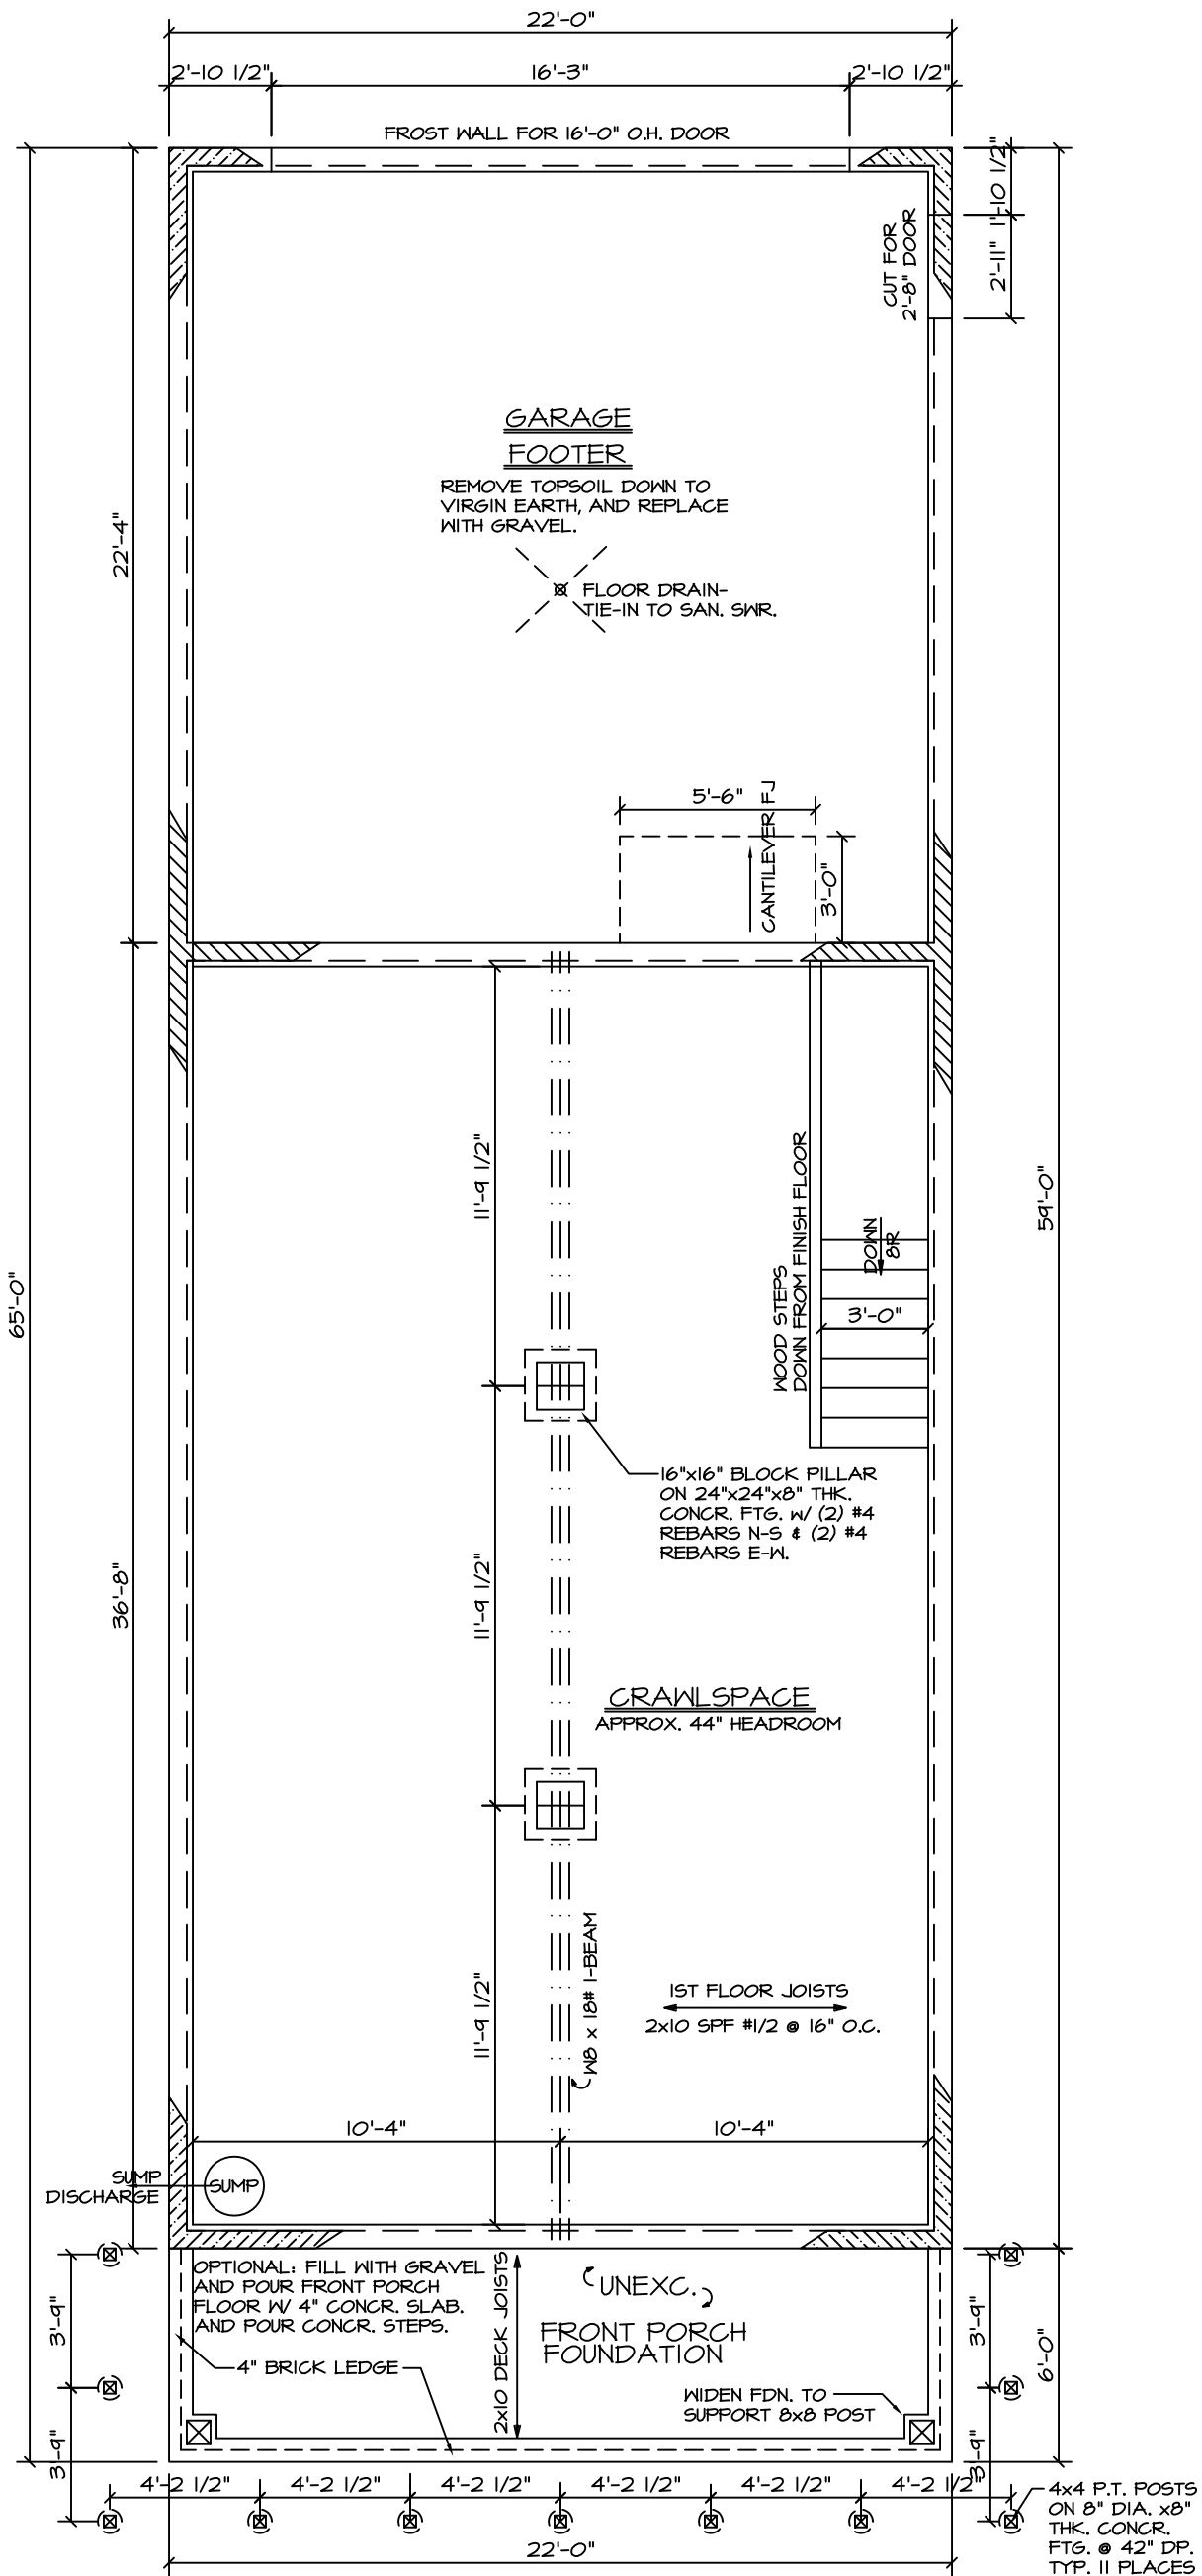 22'-0"
2'-10 1/2"
16'-3"
2'-10 1/2"
FROST WALL FOR 16'-0" O.H. DOOR
1'-10 1/2"
2'-11"
CUT FOR
2'-8" DOOR
GARAGE
FOOTER
REMOVE TOPSOIL DOWN TO
VIRGIN EARTH, AND REPLACE
WITH GRAVEL.
22'-4"
FLOOR DRAIN-
TIE-IN TO SAN. SWR.
5'-6"
CANTILEVER FJ
3'-0"
11'-9 1/2"
59'-0"
65'-0"
WOOD STEPS
DOWN FROM FINISH FLOOR
DOWN
8R
3'-0"
16"x16" BLOCK PILLAR
ON 24"x24"x8" THK.
CONCR. FTG. W/ (2) #4
REBARS N-S & (2) #4
REBARS E-W.
36'-8"
11'-9 1/2"
CRAWLSPACE
APPROX. 44" HEADROOM
11'-9 1/2"
W8 x 18# I-BEAM
1ST FLOOR JOISTS
2x10 SPF #1/2 @ 16" O.C.
10'-4"
10'-4"
SUMP
DISCHARGE
SUMP
OPTIONAL: FILL WITH GRAVEL
AND POUR FRONT PORCH
FLOOR W/ 4" CONCR. SLAB.
AND POUR CONCR. STEPS.
4" BRICK LEDGE
2x10 DECK JOISTS
UNEXC.
FRONT PORCH
FOUNDATION
WIDEN FDN. TO
SUPPORT 8x8 POST
3'-9"
3'-9"
3'-9"
3'-9"
6'-0"
4'-2 1/2"
4'-2 1/2"
4'-2 1/2"
4'-2 1/2"
4'-2 1/2"
4'-2 1/2"
4x4 P.T. POSTS
ON 8" DIA. x8"
THK. CONCR.
FTG. @ 42" DP.
TYP. 11 PLACES
22'-0"